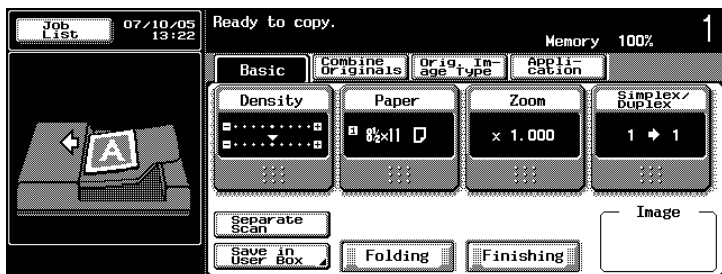 Job
List
07/10/05
13:22
Ready to copy.
Memory 100%
1
Basic
Combine
Originals
Orig. Im-
age Type
Appli-
cation
Density
Paper
Zoom
Simplex/
Duplex
1 8½×11
× 1.000
1 → 1
A
Separate
Scan
Save in
User Box
Folding
Finishing
Image